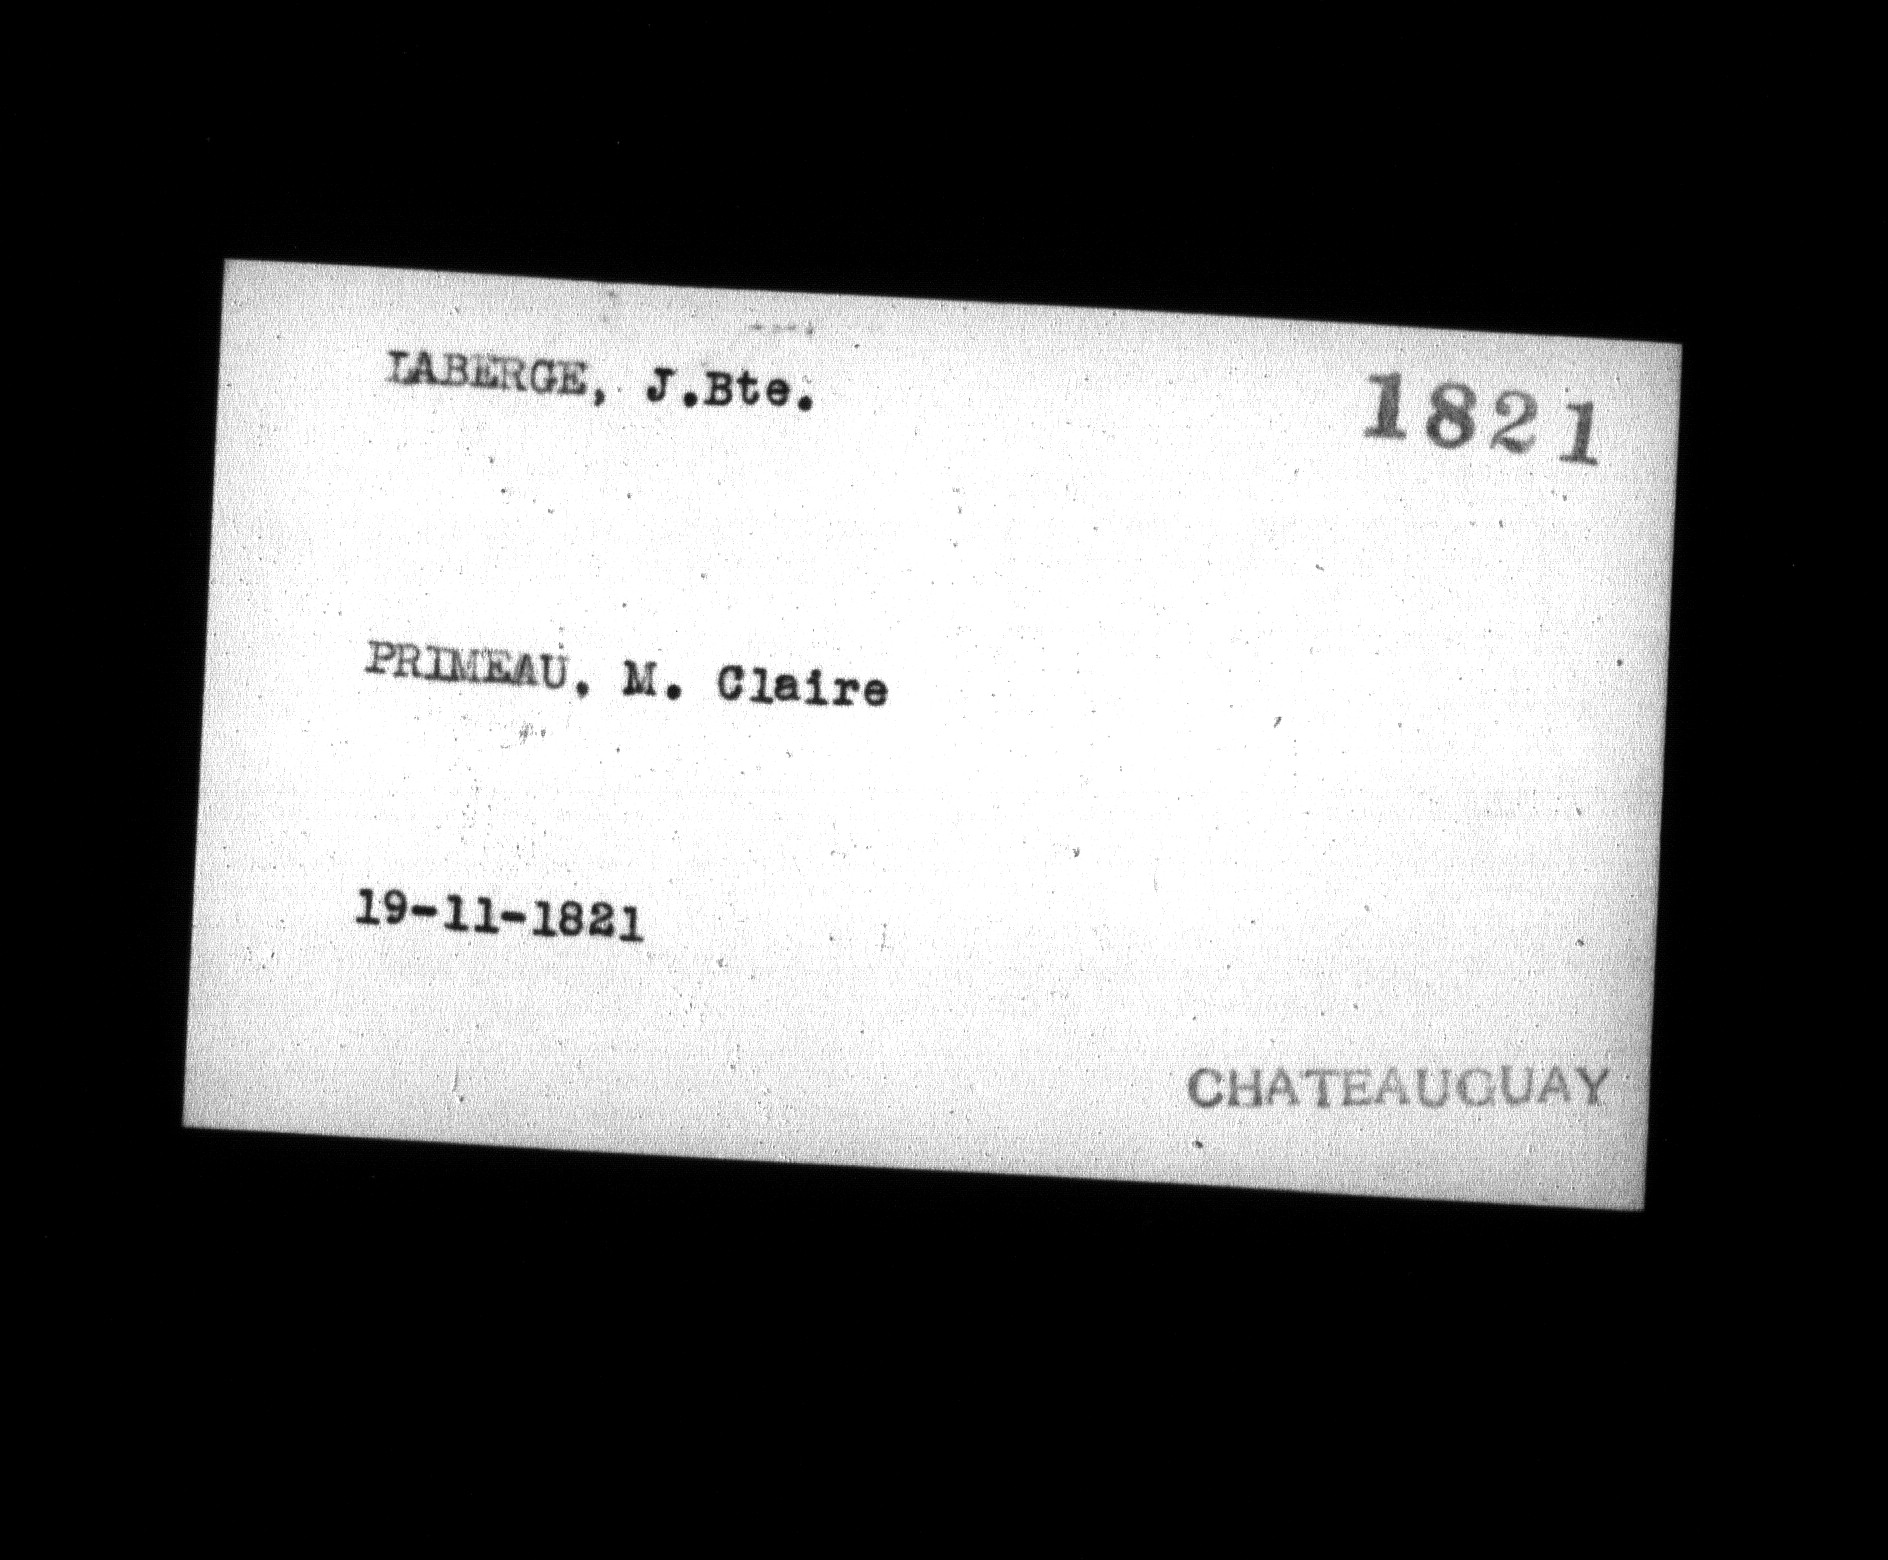 LABERGE, J.Bte.
1821
PRIMEAU, M. Claire
19-11-1821
CHATEAUGUAY